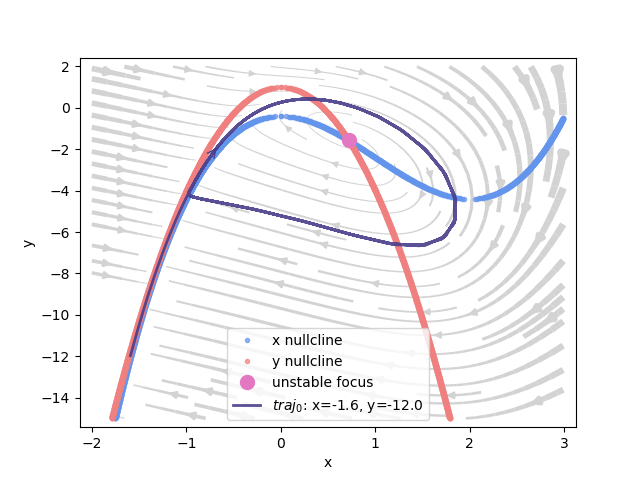 2
0
−2
−4
−6
−8
−10
−12
−14
y
−2
−1
0
1
2
3
x
x nullcline
y nullcline
unstable focus
traj₀: x=-1.6, y=-12.0